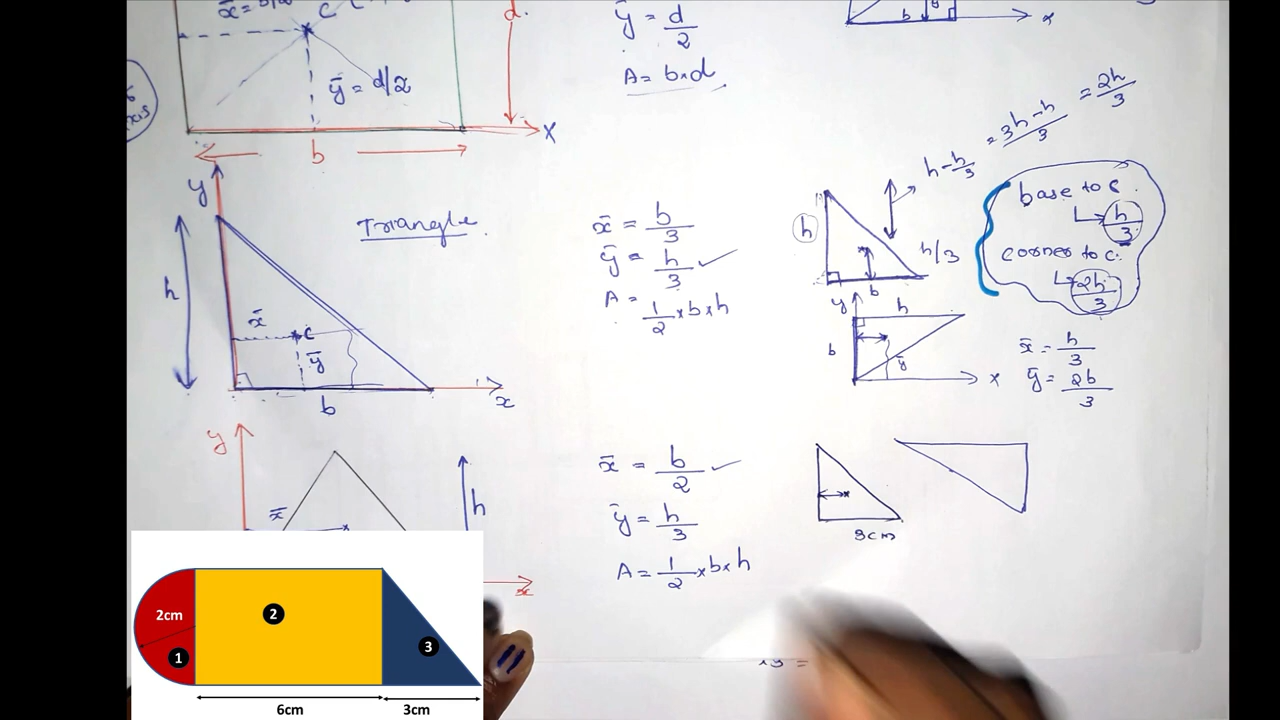 C
d.
ȳ = d/2
x
ȳ = d/2
A = b×d
X
b
y
Triangle
h
x̄
C
ȳ
b
x
x̄ = b/3
ȳ = h/3 ✓
A = 1/2 × b × h
h - h/3 = 3h-h/3 = 2h/3
h
h/3
b
base to C.
h/3
corner to C.
2h/3
y
h
b
ȳ
x
x̄ = h/3
ȳ = 2b/3
y
x̄
h
x
x̄ = b/2 ✓
ȳ = h/3
A = 1/2 × b × h
3cm
2cm
1
2
3
6cm
3cm